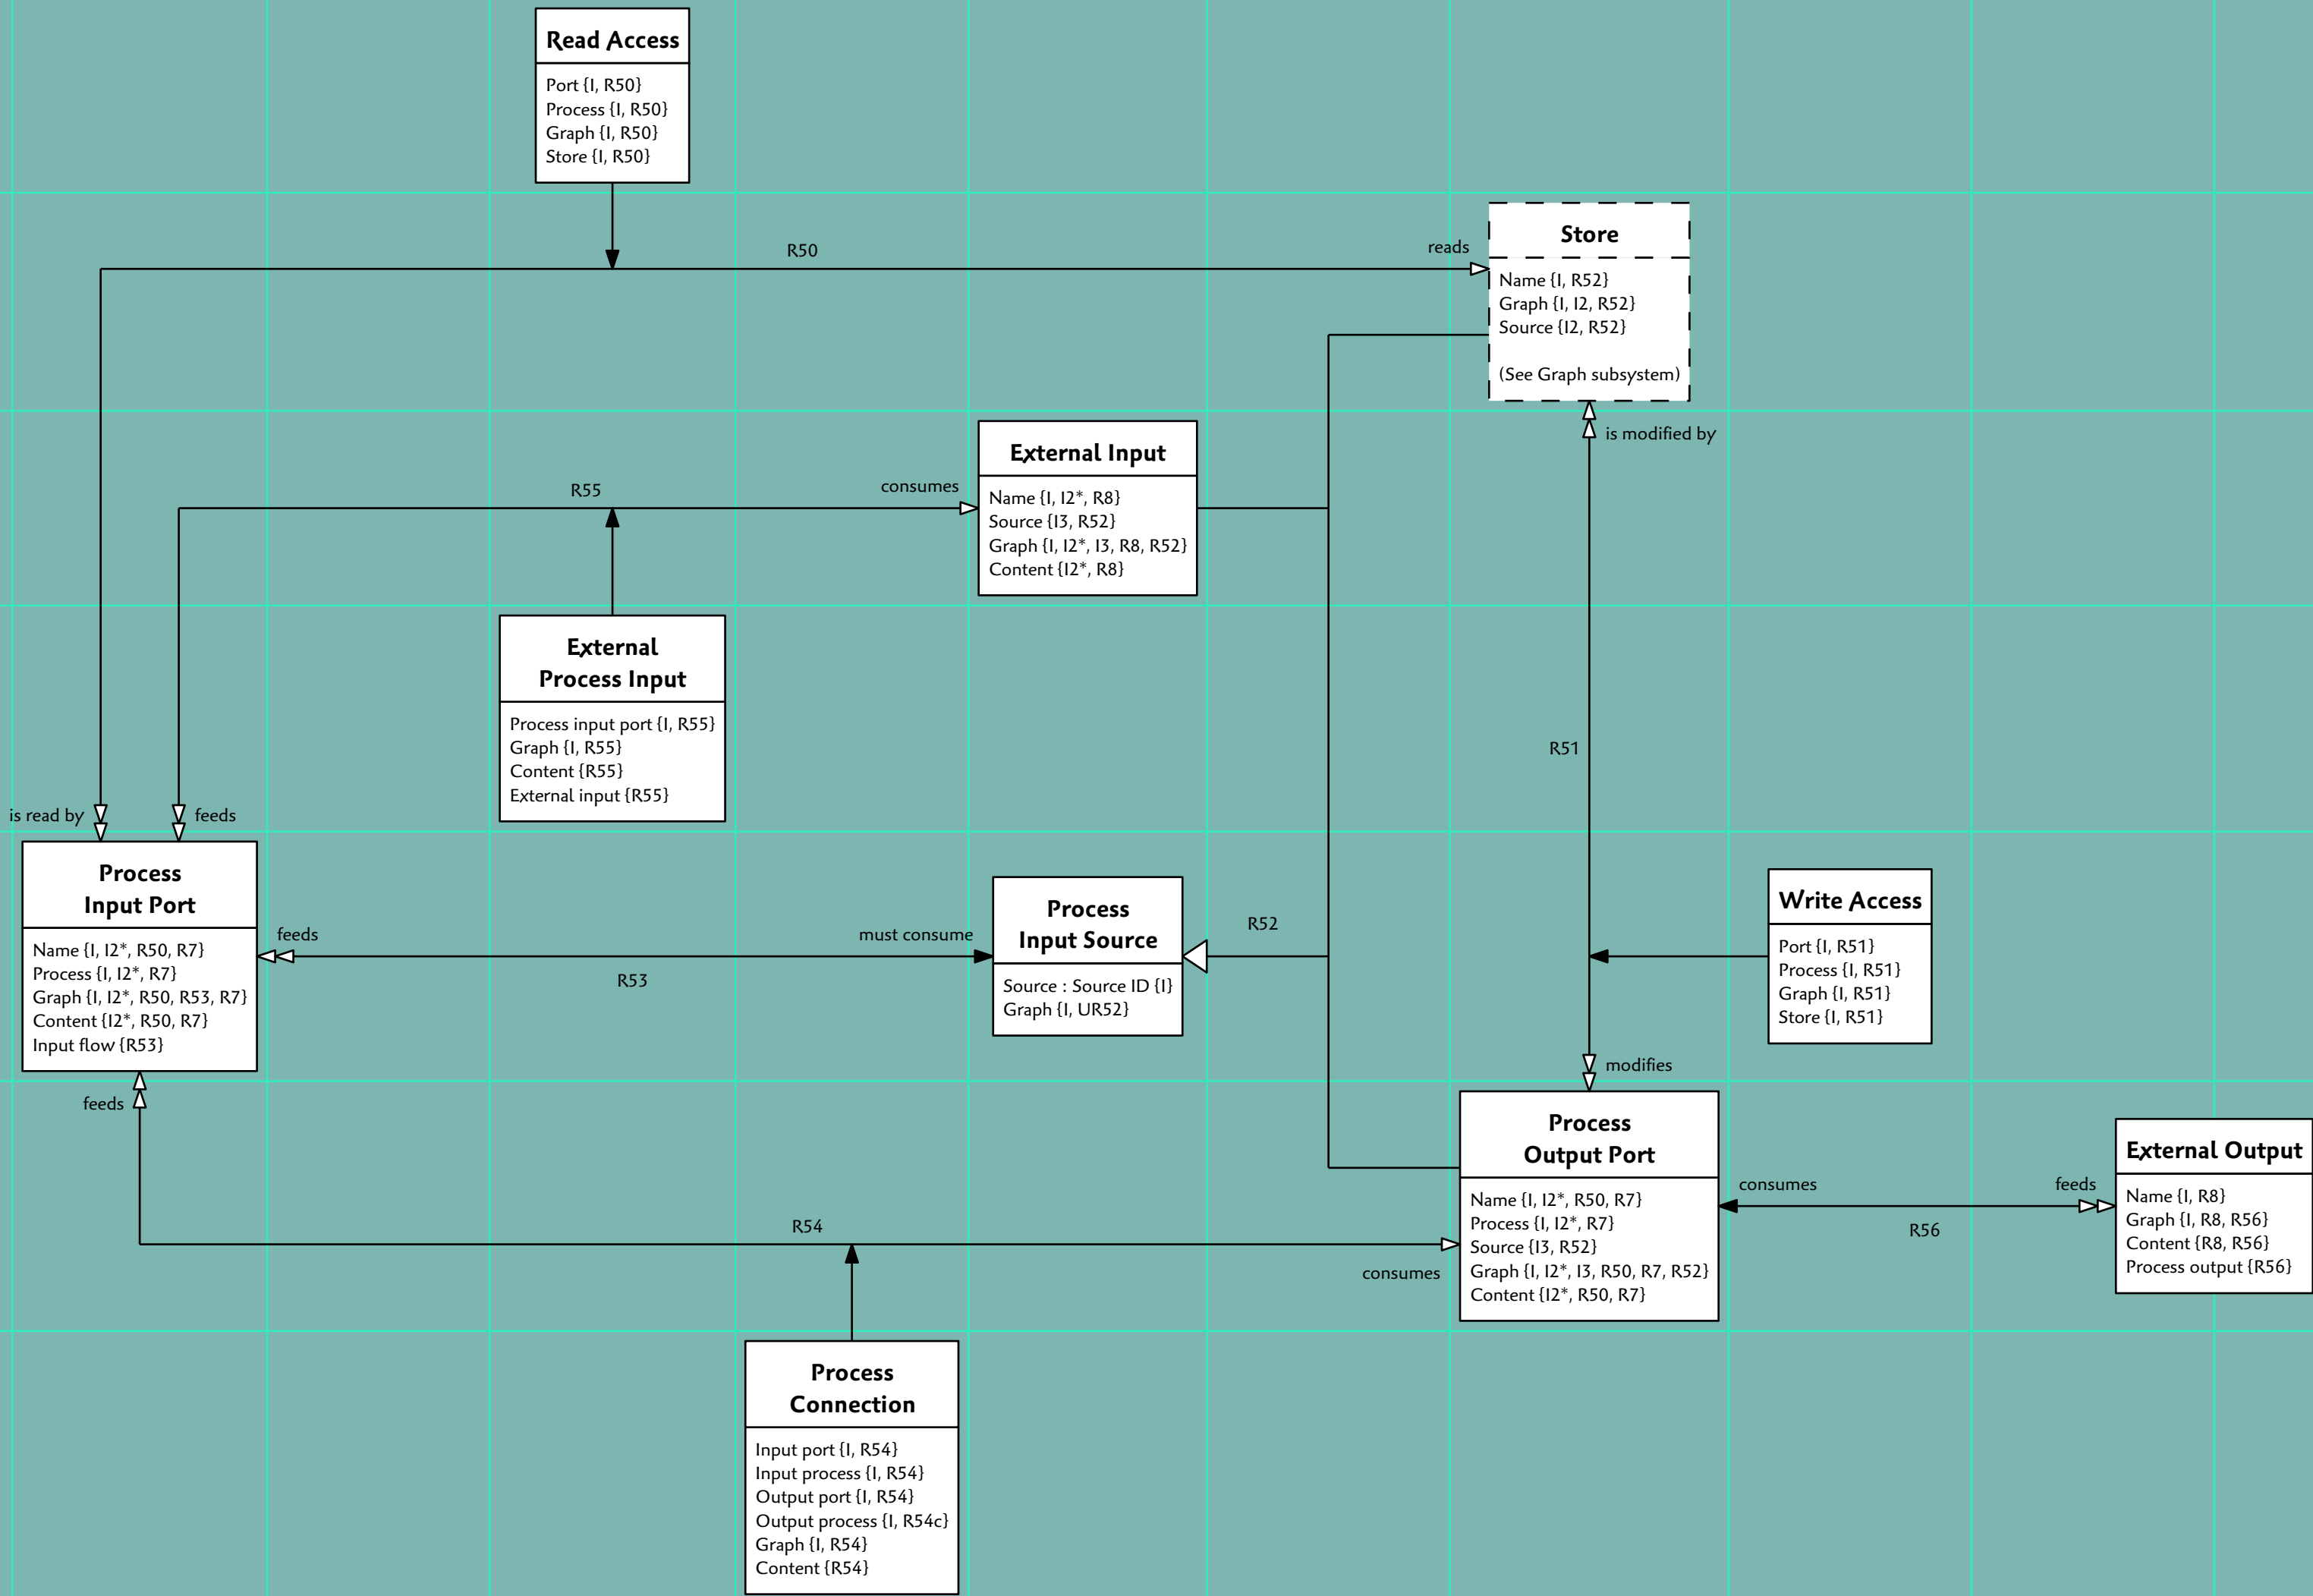 Read Access
Port {I, R50}
Process {I, R50}
Graph {I, R50}
Store {I, R50}
R50
reads
Store
Name {I, R52}
Graph {I, I2, R52}
Source {I2, R52}
(See Graph subsystem)
is modified by
External Input
Name {I, I2*, R8}
Source {I3, R52}
Graph {I, I2*, I3, R8, R52}
Content {I2*, R8}
R55
consumes
External
Process Input
Process input port {I, R55}
Graph {I, R55}
Content {R55}
External input {R55}
R51
is read by
feeds
Process
Input Port
Name {I, I2*, R50, R7}
Process {I, I2*, R7}
Graph {I, I2*, R50, R53, R7}
Content {I2*, R50, R7}
Input flow {R53}
feeds
must consume
R53
Process
Input Source
Source : Source ID {I}
Graph {I, UR52}
R52
Write Access
Port {I, R51}
Process {I, R51}
Graph {I, R51}
Store {I, R51}
modifies
feeds
Process
Output Port
Name {I, I2*, R50, R7}
Process {I, I2*, R7}
Source {I3, R52}
Graph {I, I2*, I3, R50, R7, R52}
Content {I2*, R50, R7}
consumes
feeds
R56
External Output
Name {I, R8}
Graph {I, R8, R56}
Content {R8, R56}
Process output {R56}
R54
consumes
Process
Connection
Input port {I, R54}
Input process {I, R54}
Output port {I, R54}
Output process {I, R54c}
Graph {I, R54}
Content {R54}